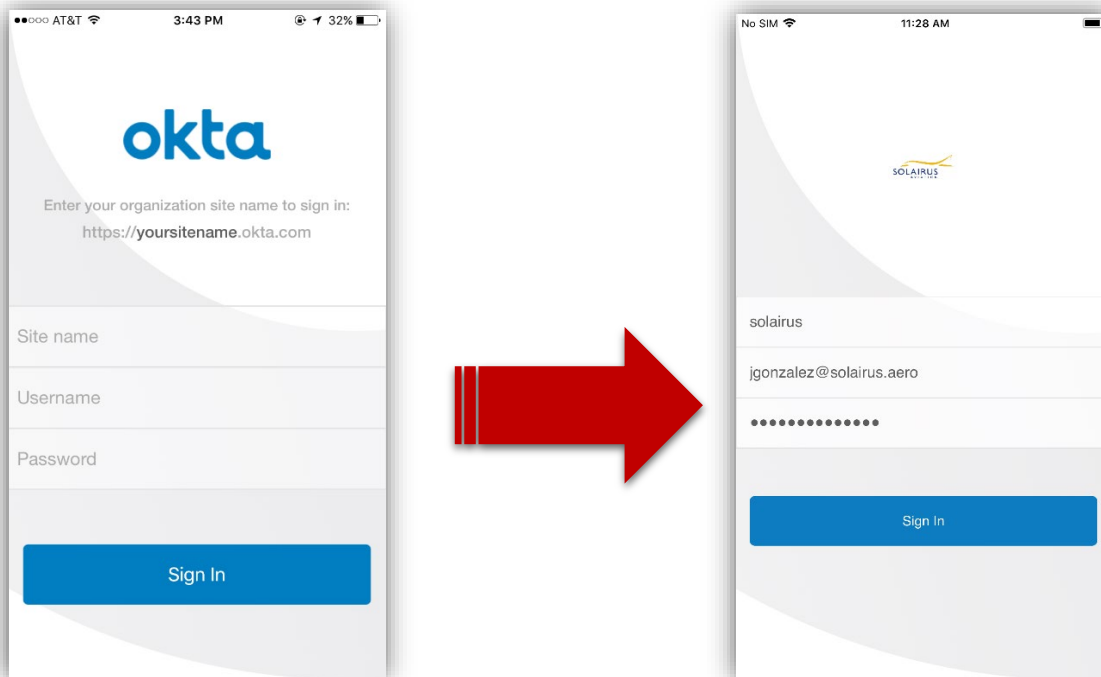 AT&T 3:43 PM 32%
okta
Enter your organization site name to sign in:
https://yoursitename.okta.com
Site name
Username
Password
Sign In
No SIM 11:28 AM
SOLAIRUS
solairus
jgonzalez@solairus.aero
●●●●●●●●●●●●●●
Sign In